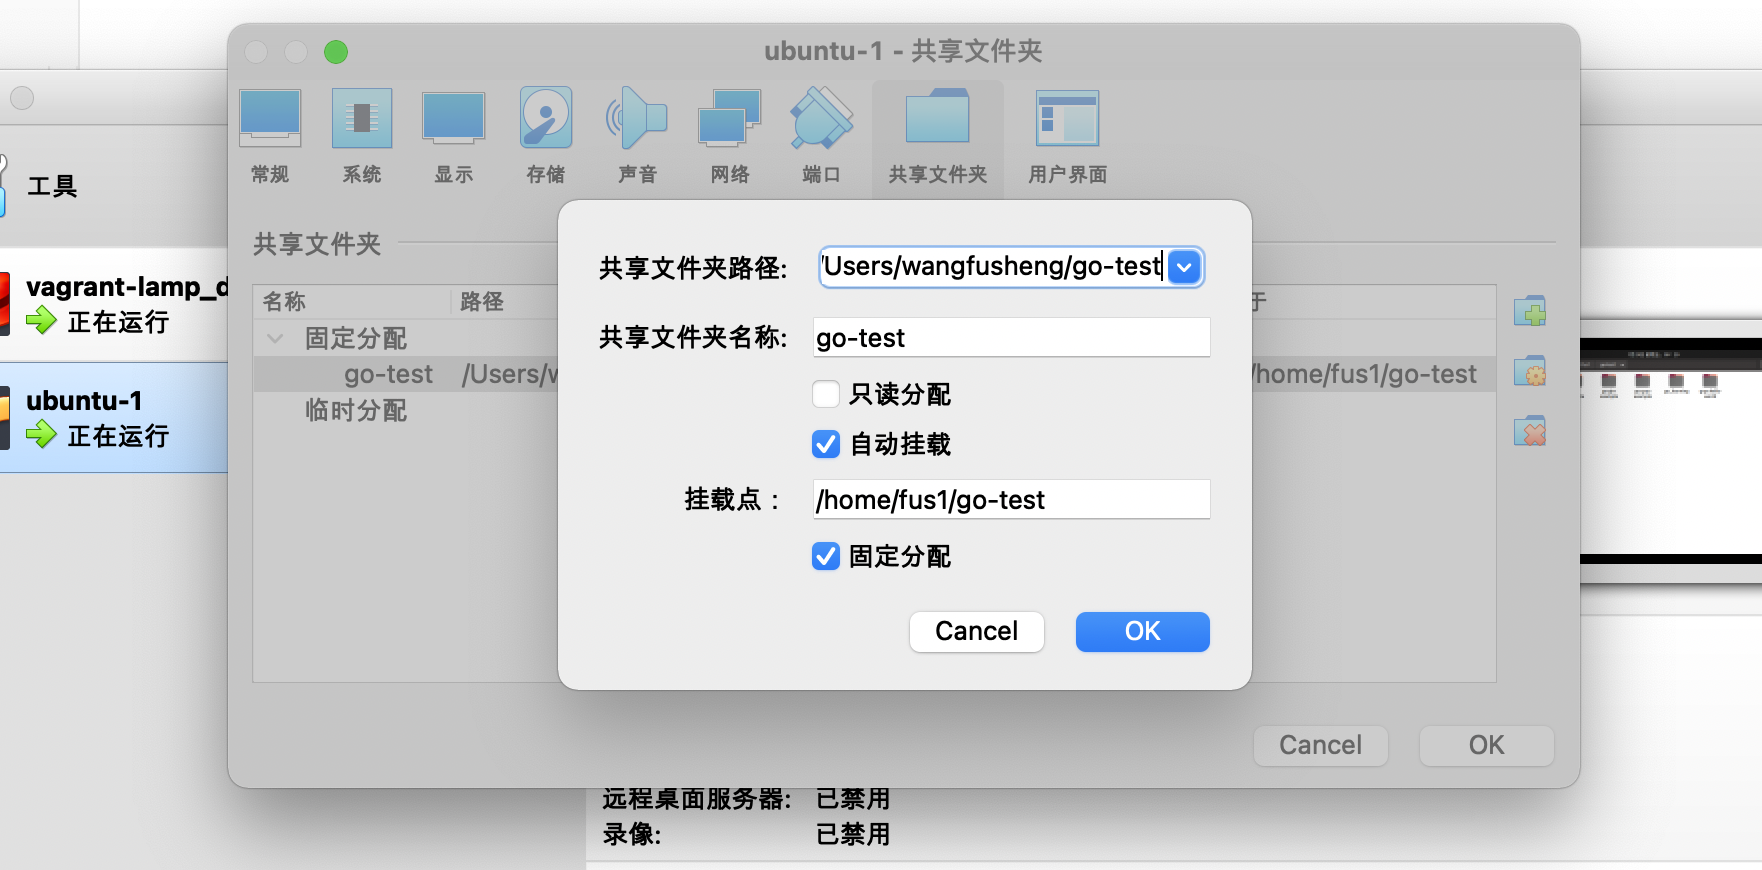 ubuntu-1 - 共享文件夹
常规
系统
显示
存储
声音
网络
端口
共享文件夹
用户界面
工具
vagrant-lamp_d
正在运行
ubuntu-1
正在运行
共享文件夹
名称 路径 于
固定分配
go-test /Users/w /home/fus1/go-test
临时分配
共享文件夹路径: /Users/wangfusheng/go-test
共享文件夹名称: go-test
只读分配
自动挂载
挂载点： /home/fus1/go-test
固定分配
Cancel OK
Cancel OK
远程桌面服务器: 已禁用
录像: 已禁用